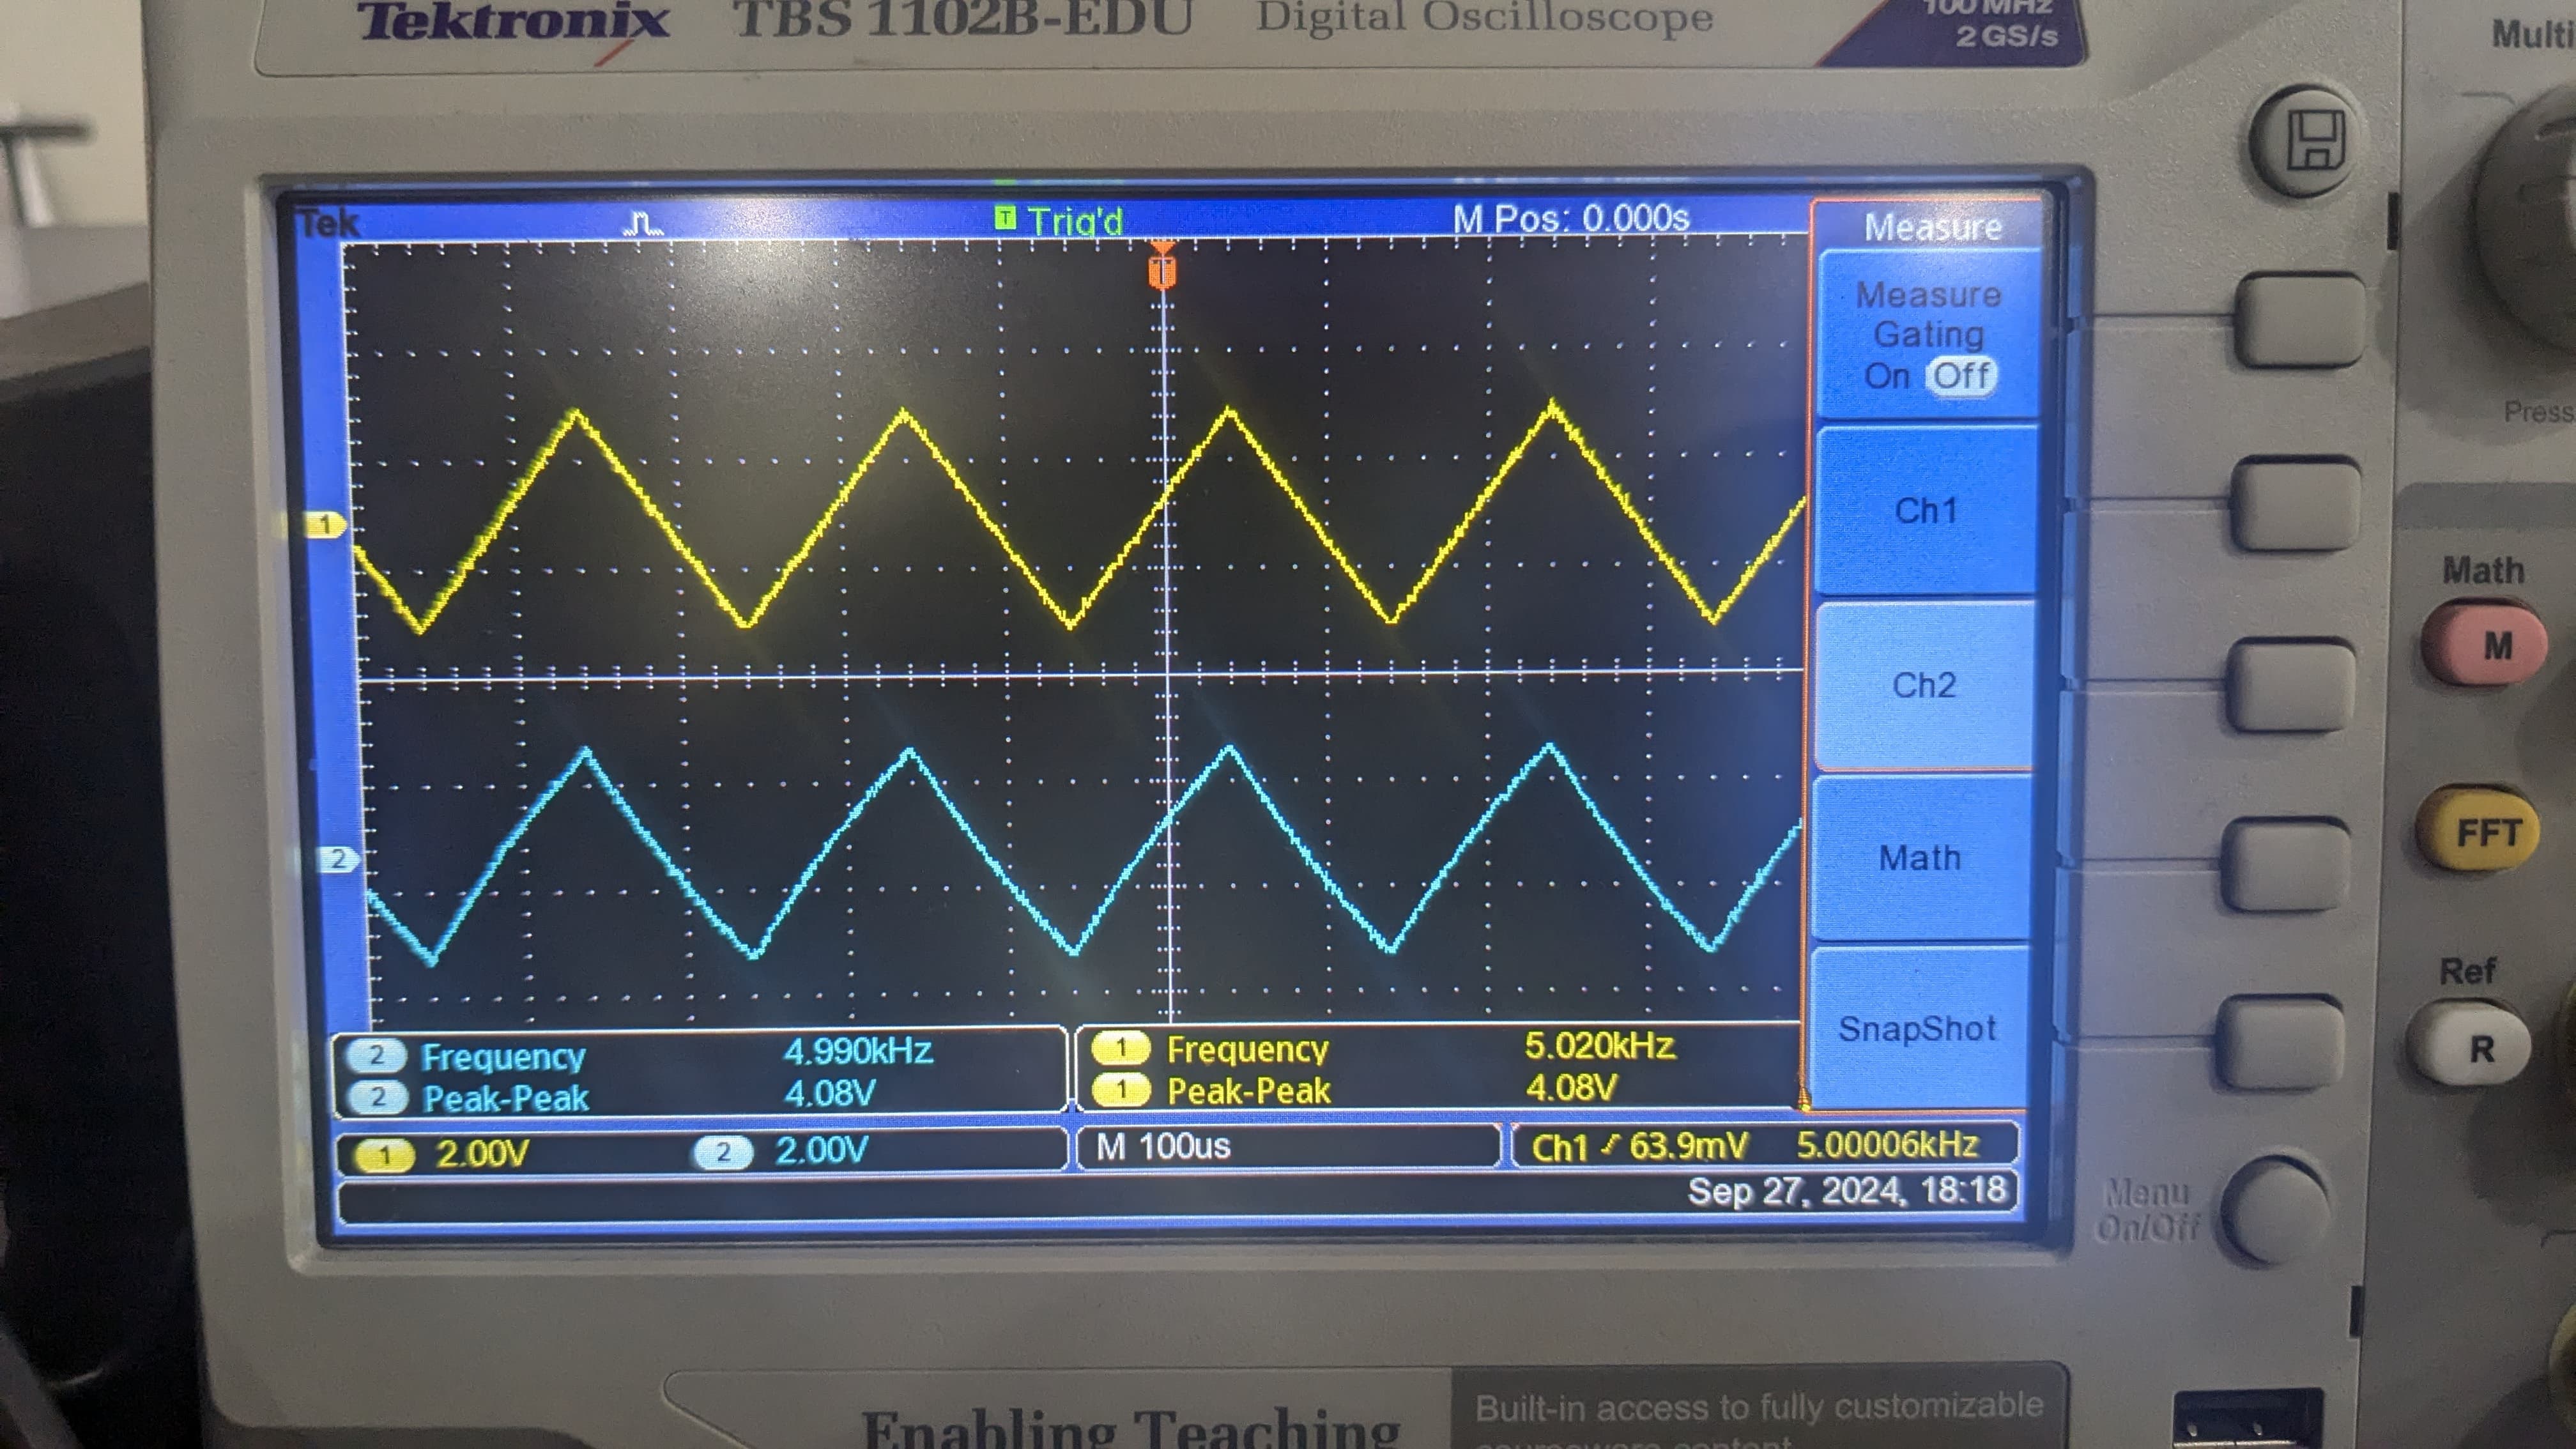 Tektronix TBS 1102B-EDU Digital Oscilloscope
100 MHz
2 GS/s
Multi
Tek
T Trig'd
M Pos: 0.000s
T
Press
1
2
Measure
Measure
Gating
On Off
Ch1
Ch2
Math
SnapShot
Math
M
FFT
Ref
R
2 Frequency 4.990kHz
2 Peak-Peak 4.08V
1 Frequency 5.020kHz
1 Peak-Peak 4.08V
1 2.00V 2 2.00V M 100us Ch1 63.9mV 5.00006kHz
Sep 27, 2024, 18:18
Menu
On/Off
Enabling Teaching
Built-in access to fully customizable